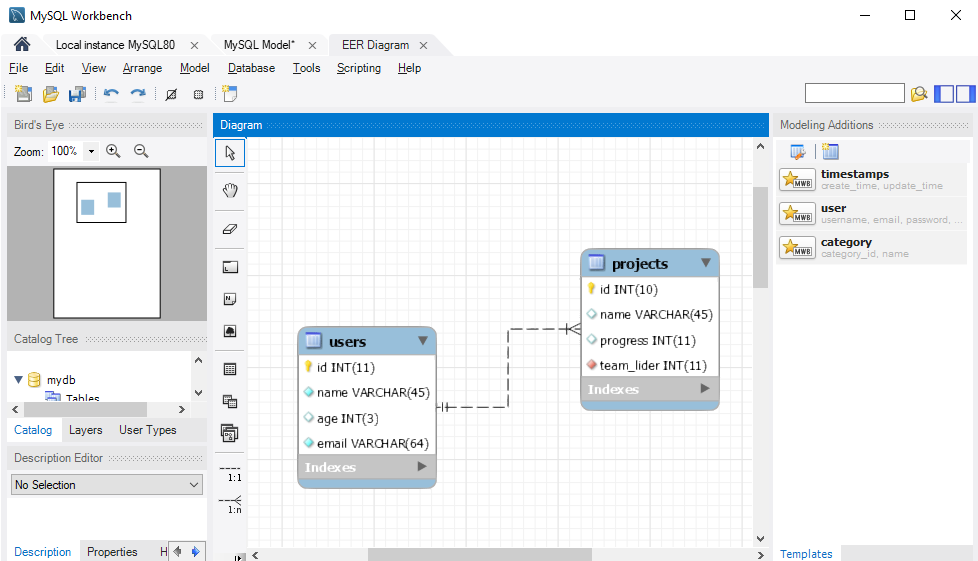 MySQL Workbench
Local instance MySQL80 MySQL Model* EER Diagram
File Edit View Arrange Model Database Tools Scripting Help
Bird's Eye
Zoom: 100%
Catalog Tree
mydb
Tables
Catalog Layers User Types
Description Editor
No Selection
Description Properties H
Diagram
1:1
1:n
users
id INT(11)
name VARCHAR(45)
age INT(3)
email VARCHAR(64)
Indexes
projects
id INT(10)
name VARCHAR(45)
progress INT(11)
team_lider INT(11)
Indexes
Modeling Additions
MWB
timestamps
create_time, update_time
MWB
user
username, email, password, ...
MWB
category
category_id, name
Templates